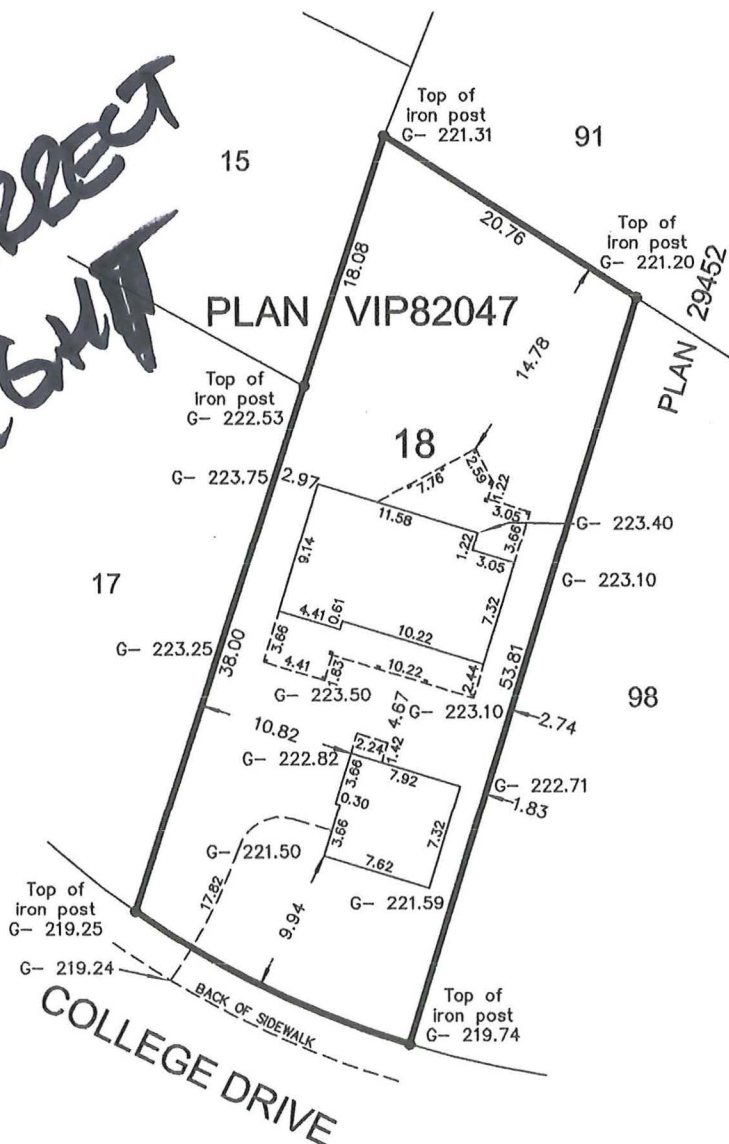 Top of
iron post
G- 221.31
91
15
20.76
Top of
iron post
G- 221.20
PLAN 29452
18.08
PLAN VIP82047
14.78
Top of
iron post
G- 222.53
18
G- 223.75
2.97
7.76
2.59
1.22
3.05
11.58
G- 223.40
1.22
3.66
3.05
9.14
G- 223.10
17
7.32
4.41
0.61
10.22
G- 223.25
38.00
3.66
4.41
1.83
10.22
2.44
53.81
G- 223.50
4.67
G- 223.10
98
10.82
2.74
2.24
1.42
G- 222.82
3.66
7.92
G- 222.71
0.30
1.83
3.66
7.32
G- 221.50
7.62
G- 221.59
17.82
Top of
iron post
G- 219.25
9.94
G- 219.24
BACK OF SIDEWALK
Top of
iron post
G- 219.74
COLLEGE DRIVE